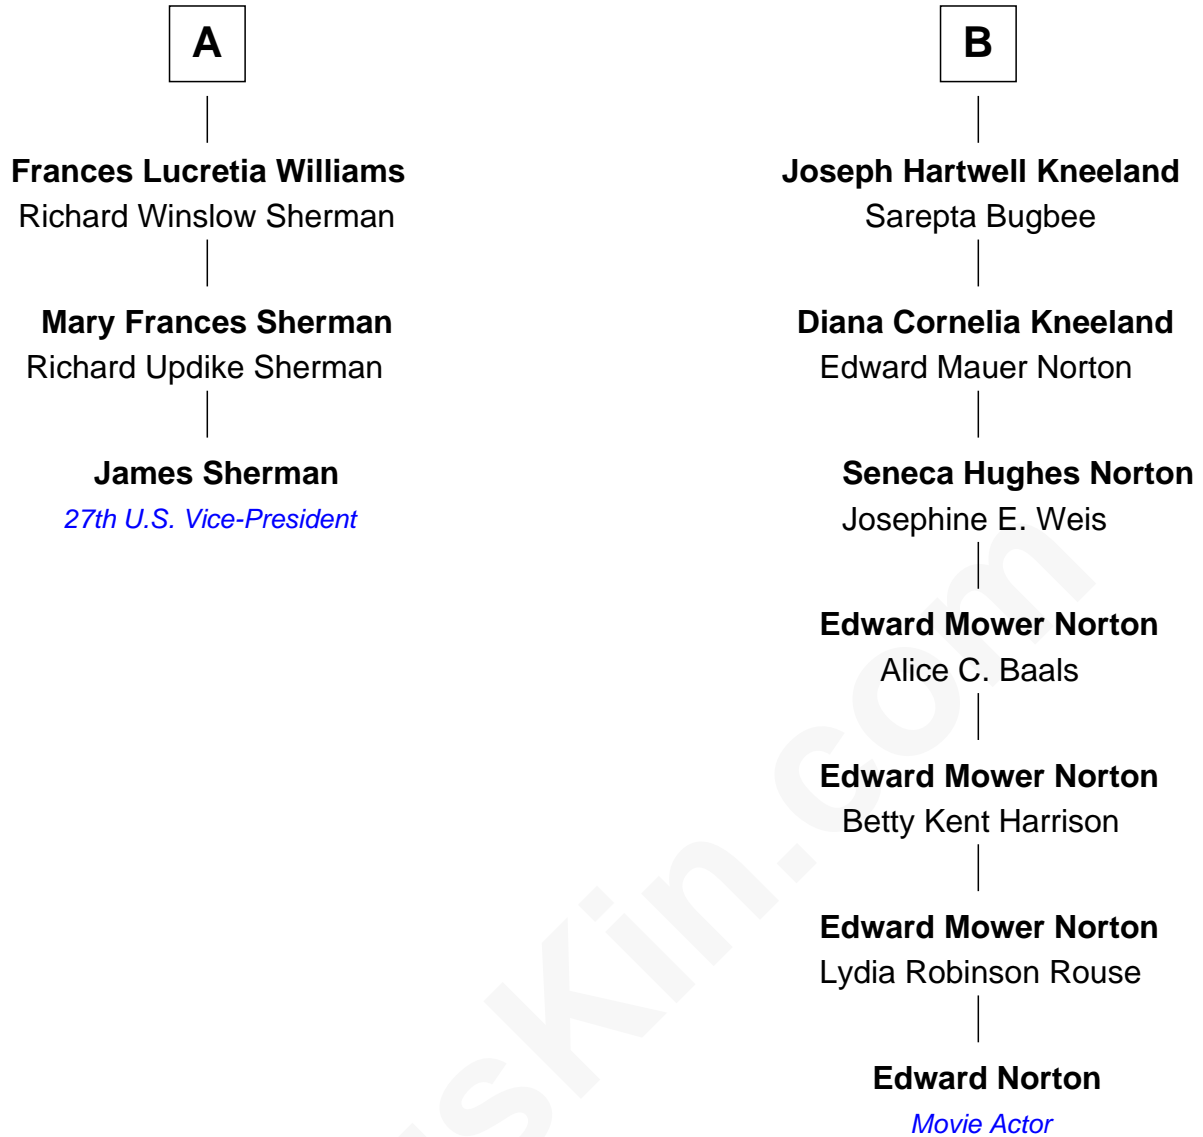 A
Frances Lucretia Williams
Richard Winslow Sherman
Mary Frances Sherman
Richard Updike Sherman
James Sherman
27th U.S. Vice-President
B
Joseph Hartwell Kneeland
Sarepta Bugbee
Diana Cornelia Kneeland
Edward Mauer Norton
Seneca Hughes Norton
Josephine E. Weis
Edward Mower Norton
Alice C. Baals
Edward Mower Norton
Betty Kent Harrison
Edward Mower Norton
Lydia Robinson Rouse
Edward Norton
Movie Actor
sKin.com